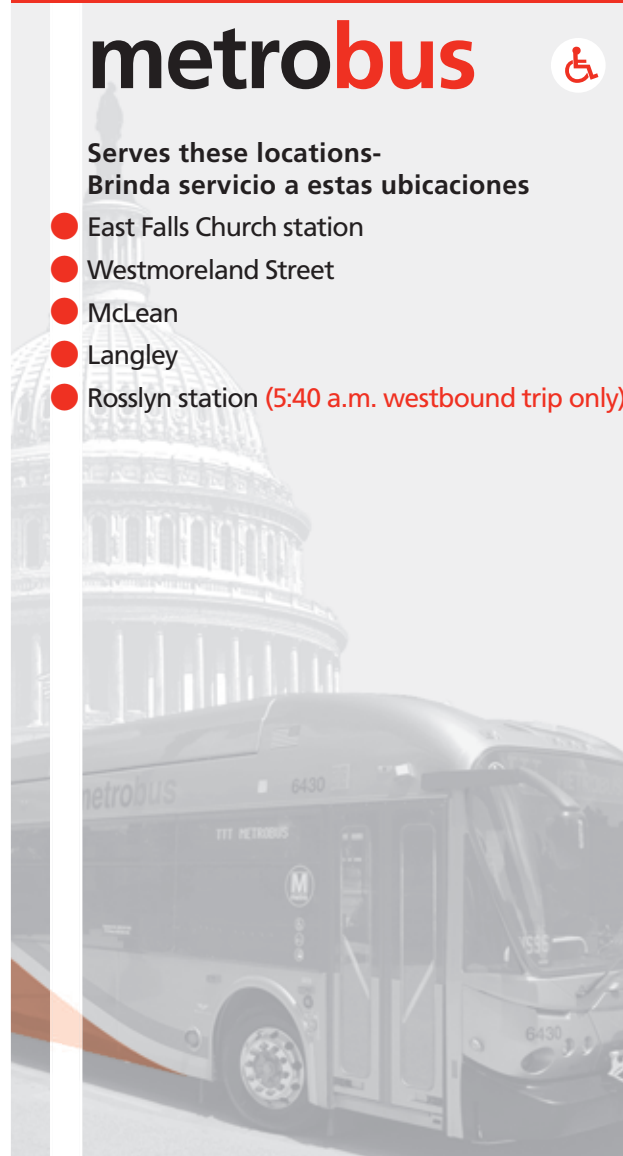 metrobus
Serves these locations-
Brinda servicio a estas ubicaciones
East Falls Church station
Westmoreland Street
McLean
Langley
Rosslyn station (5:40 a.m. westbound trip only)
metrobus
6430
TTT METROBUS
M
6430